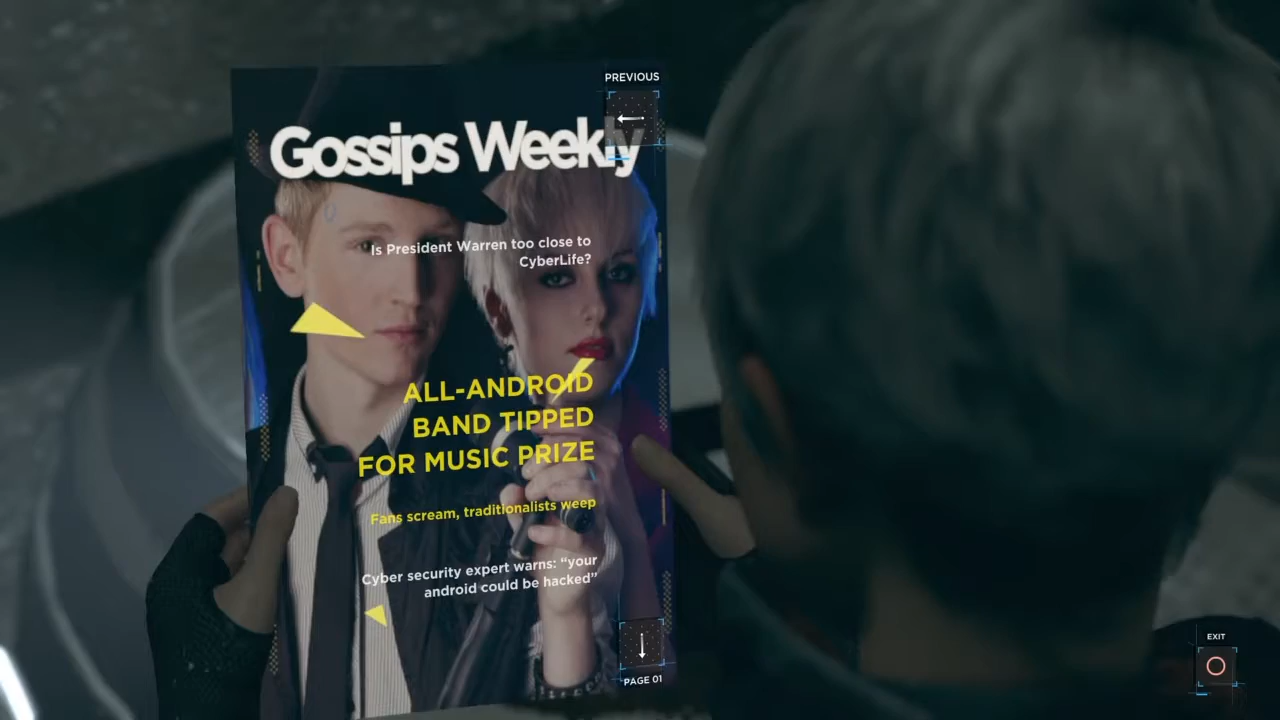 PREVIOUS
Gossips Weekly
Is President Warren too close to
CyberLife?
ALL-ANDROID
BAND TIPPED
FOR MUSIC PRIZE
Fans scream, traditionalists weep
Cyber security expert warns: “your
android could be hacked”
EXIT
PAGE 01